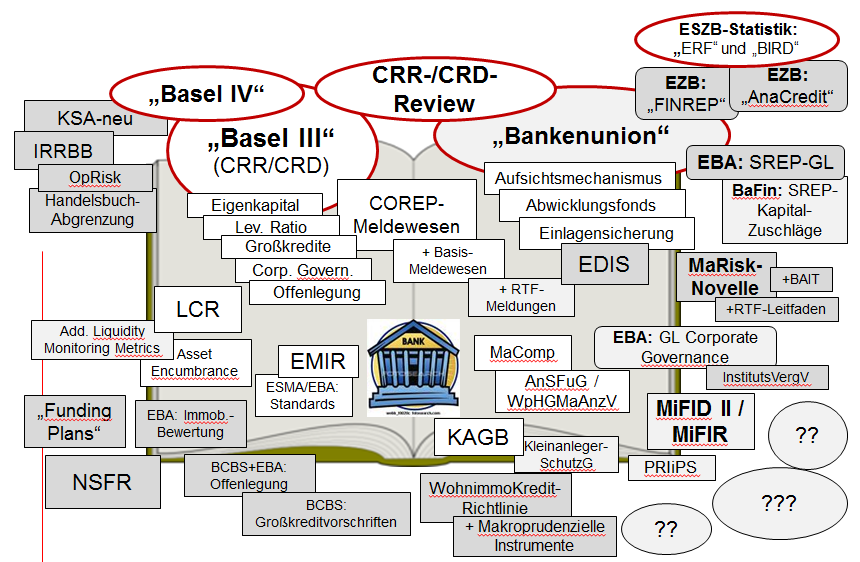 ESZB-Statistik:
„ERF“ und „BIRD“
CRR-/CRD-
Review
„Basel IV“
EZB:
„FINREP“
EZB:
„AnaCredit“
KSA-neu
„Basel III“
(CRR/CRD)
„Bankenunion“
IRRBB
EBA: SREP-GL
OpRisk
Handelsbuch-
Abgrenzung
Eigenkapital
Lev. Ratio
Großkredite
Corp. Govern.
Offenlegung
COREP-
Meldewesen
+ Basis-
Meldewesen
+ RTF-
Meldungen
Aufsichtsmechanismus
Abwicklungsfonds
Einlagensicherung
EDIS
BaFin: SREP-
Kapital-
Zuschläge
MaRisk-
Novelle
+BAIT
+RTF-Leitfaden
LCR
Add. Liquidity
Monitoring Metrics
Asset
Encumbrance
EMIR
ESMA/EBA:
Standards
BANK
MaComp
AnSFuG /
WpHGMaAnzV
EBA: GL Corporate
Governance
InstitutsVergV
„Funding
Plans“
EBA: Immob.-
Bewertung
MiFID II /
MiFIR
??
KAGB
Kleinanleger-
SchutzG
PRIiPS
NSFR
BCBS+EBA:
Offenlegung
BCBS:
Großkreditvorschriften
WohnimmoKredit-
Richtlinie
+ Makroprudenzielle
Instrumente
??
???